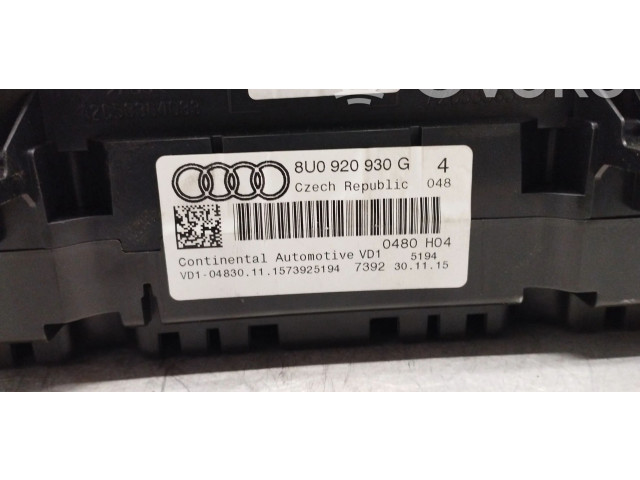 8U0 920 930 G 4
Czech Republic 048
0480 H04
Continental Automotive VD1 5194
VD1-04830.11.1573925194 7392 30.11.15